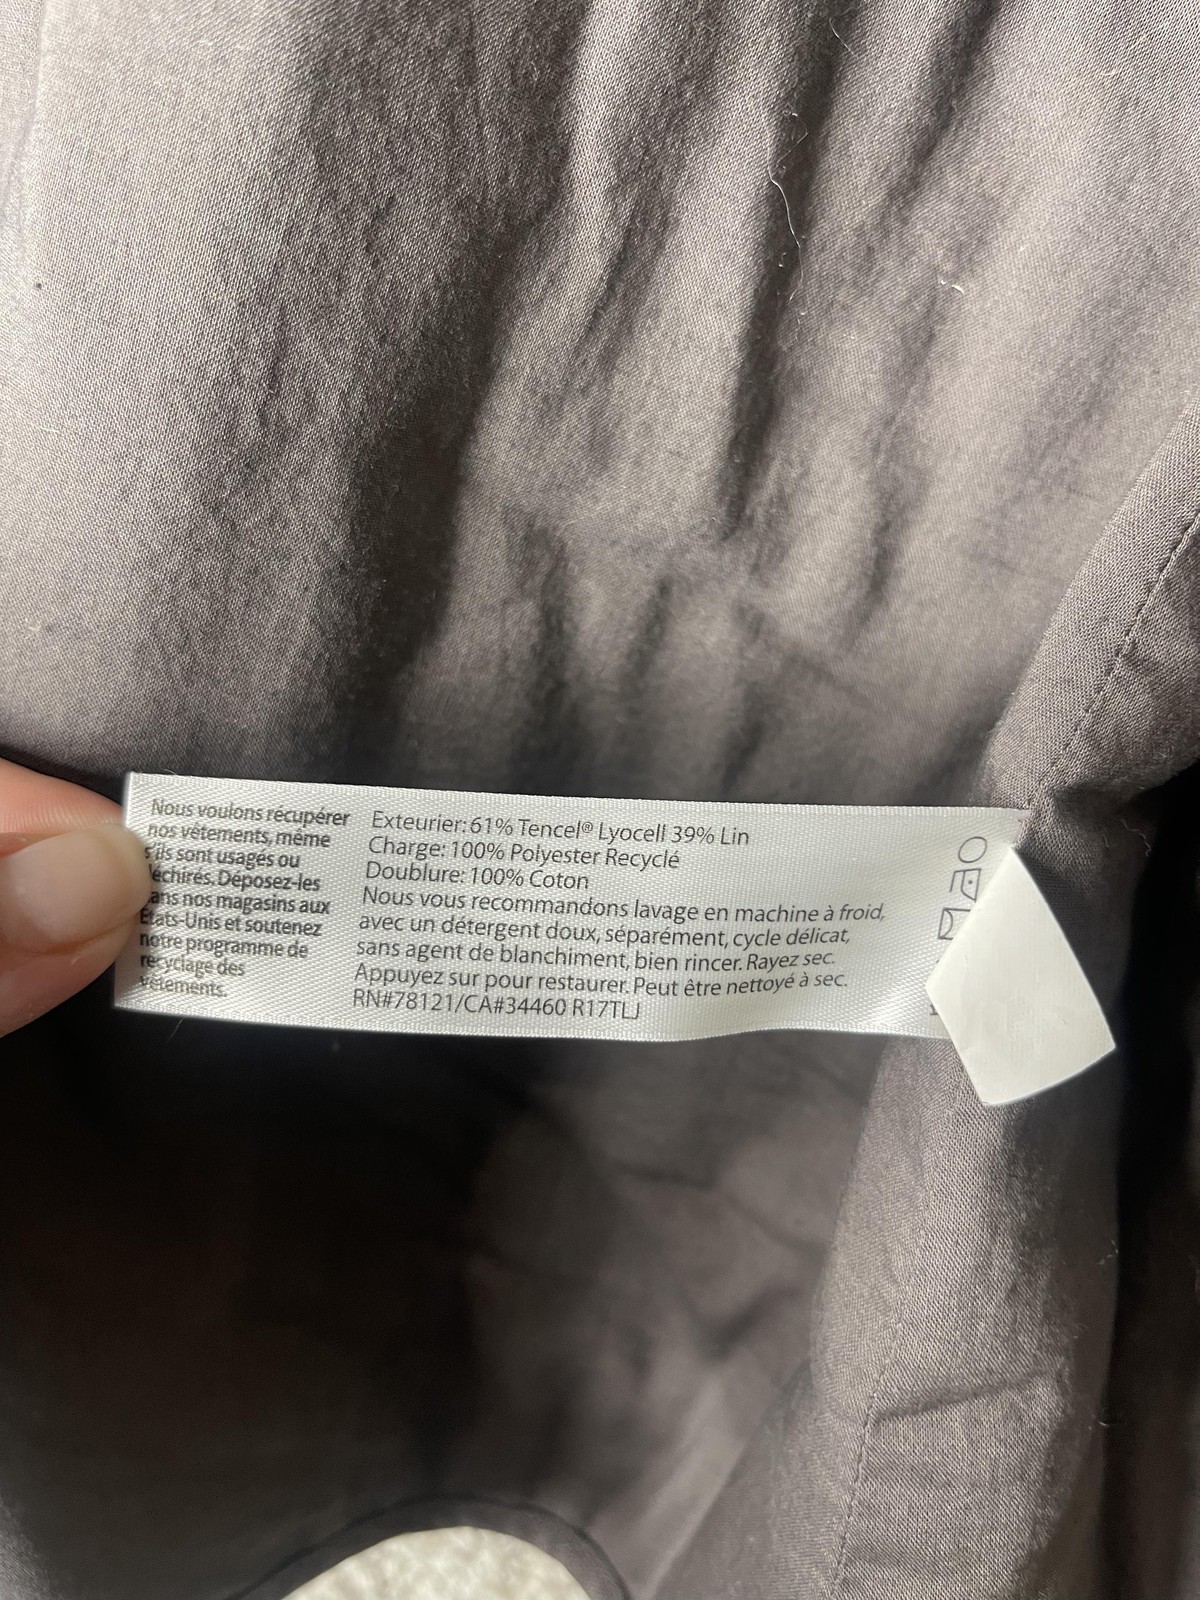 Nous voulons récupérer
nos vêtements, même
s'ils sont usagés ou
déchirés. Déposez-les
dans nos magasins aux
États-Unis et soutenez
notre programme de
recyclage des
vêtements.
Exteurier: 61% Tencel® Lyocell 39% Lin
Charge: 100% Polyester Recyclé
Doublure: 100% Coton
Nous vous recommandons lavage en machine à froid,
avec un détergent doux, séparément, cycle délicat,
sans agent de blanchiment, bien rincer. Rayez sec.
Appuyez sur pour restaurer. Peut être nettoyé à sec.
RN#78121/CA#34460 R17TLJ